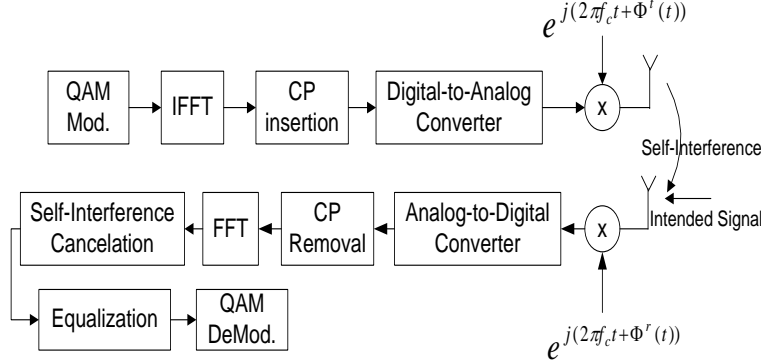 e^{j(2πf_c t+Φ^t(t))}
QAM
Mod.
IFFT
CP
insertion
Digital-to-Analog
Converter
x
Self-Interference
Self-Interference
Cancelation
FFT
CP
Removal
Analog-to-Digital
Converter
x
Intended Signal
Equalization
QAM
DeMod.
e^{j(2πf_c t+Φ^r(t))}